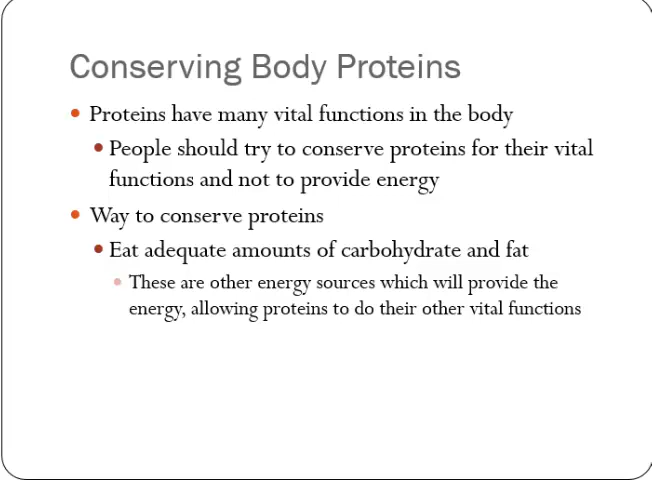 Conserving Body Proteins
• Proteins have many vital functions in the body
• People should try to conserve proteins for their vital
functions and not to provide energy
• Way to conserve proteins
• Eat adequate amounts of carbohydrate and fat
• These are other energy sources which will provide the
energy, allowing proteins to do their other vital functions